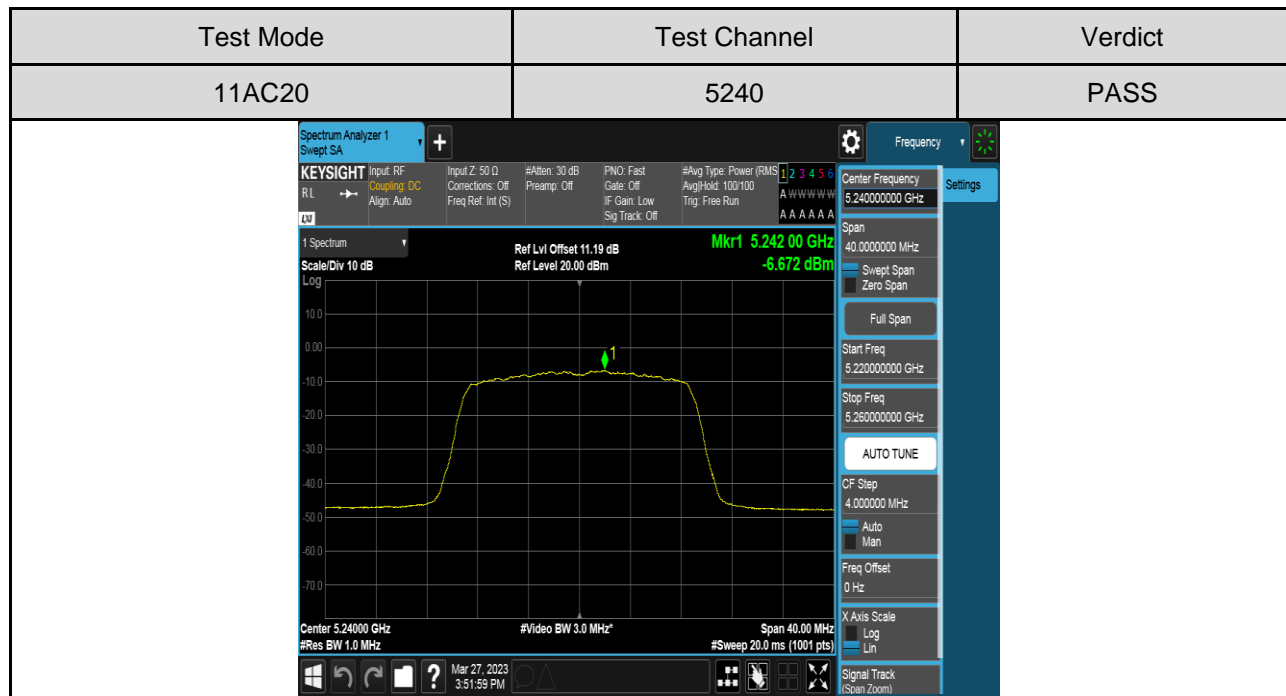 Test Mode Test Channel Verdict
11AC20 5240 PASS
Spectrum Analyzer 1
Swept SA
+
Frequency
KEYSIGHT Input: RF Input Z: 50 Ω #Atten: 30 dB PNO: Fast #Avg Type: Power (RMS 1 2 3 4 5 6
RL Coupling: DC Corrections: Off Preamp: Off Gate: Off Avg|Hold: 100/100 A W W W W W
Align: Auto Freq Ref: Int (S) IF Gain: Low Trig: Free Run
LXI Sig Track: Off A A A A A A
1 Spectrum Ref Lvl Offset 11.19 dB Mkr1 5.242 00 GHz
Scale/Div 10 dB Ref Level 20.00 dBm -6.672 dBm
Log
10.0
0.00
1
-10.0
-20.0
-30.0
-40.0
-50.0
-60.0
-70.0
Center 5.24000 GHz #Video BW 3.0 MHz* Span 40.00 MHz
#Res BW 1.0 MHz #Sweep 20.0 ms (1001 pts)
? Mar 27, 2023
3:51:59 PM
Center Frequency
5.240000000 GHz
Settings
Span
40.0000000 MHz
Swept Span
Zero Span
Full Span
Start Freq
5.220000000 GHz
Stop Freq
5.260000000 GHz
AUTO TUNE
CF Step
4.000000 MHz
Auto
Man
Freq Offset
0 Hz
X Axis Scale
Log
Lin
Signal Track
(Span Zoom)